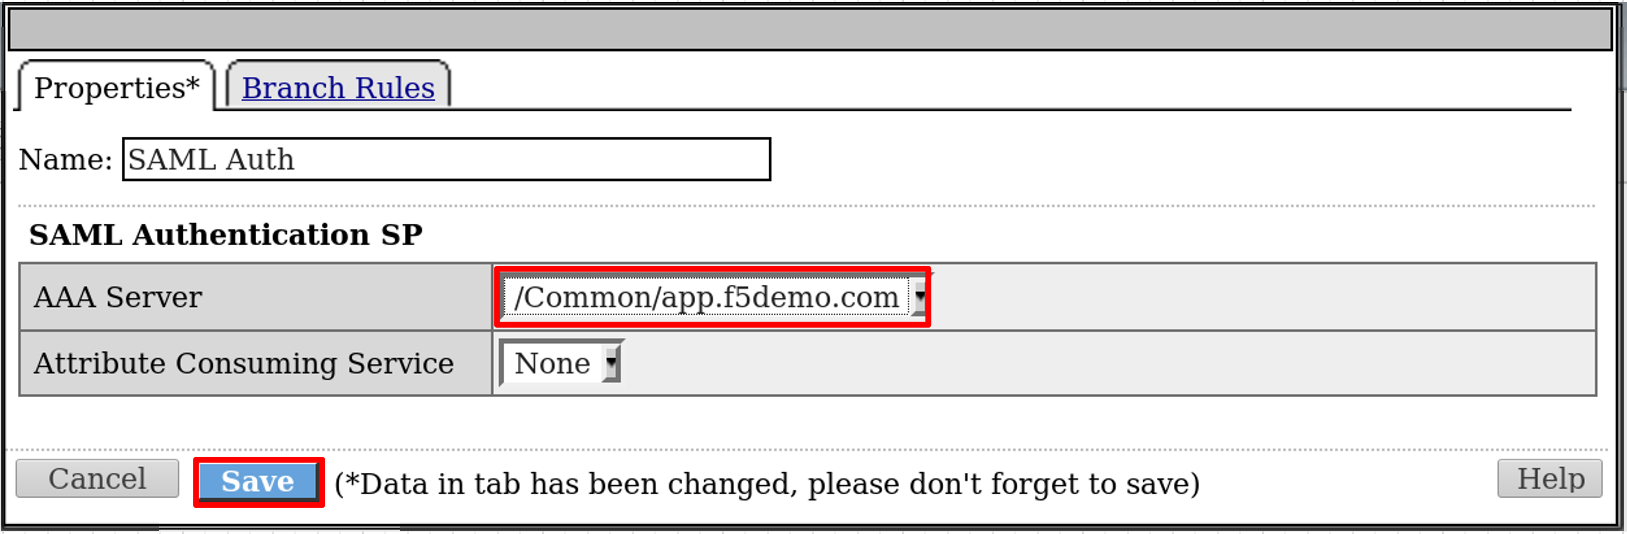 Properties* Branch Rules
Name: SAML Auth
SAML Authentication SP
AAA Server /Common/app.f5demo.com
Attribute Consuming Service None
Cancel Save (*Data in tab has been changed, please don't forget to save) Help